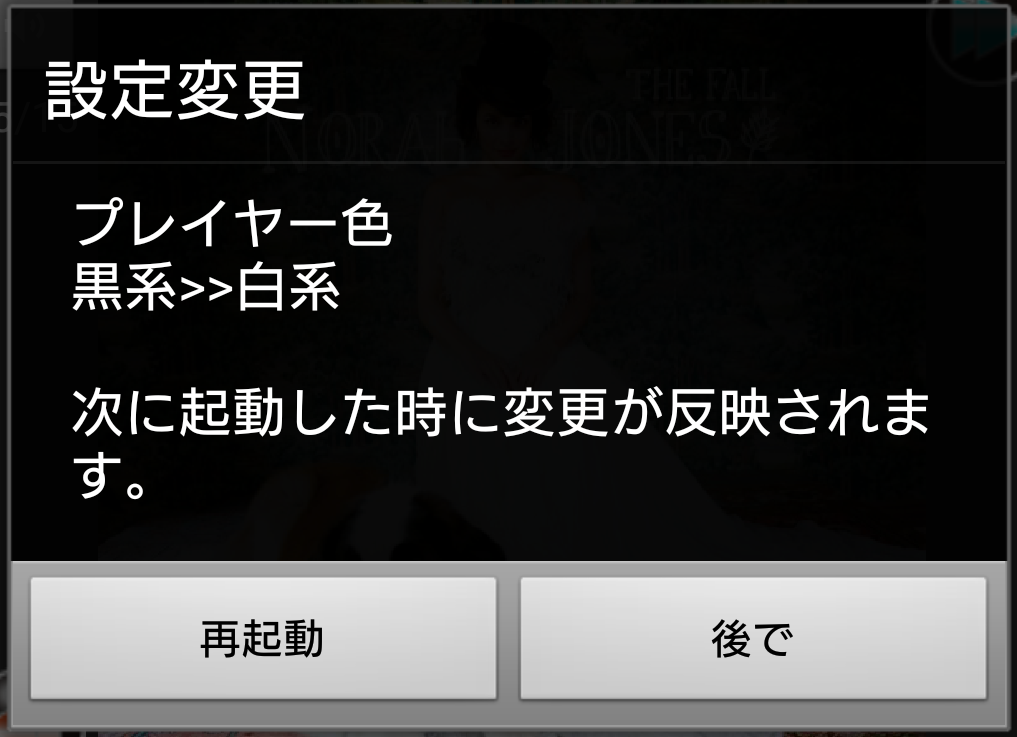 THE FALL
NORAH JONES
設定変更
プレイヤー色
黒系>>白系
次に起動した時に変更が反映されま
す。
再起動
後で